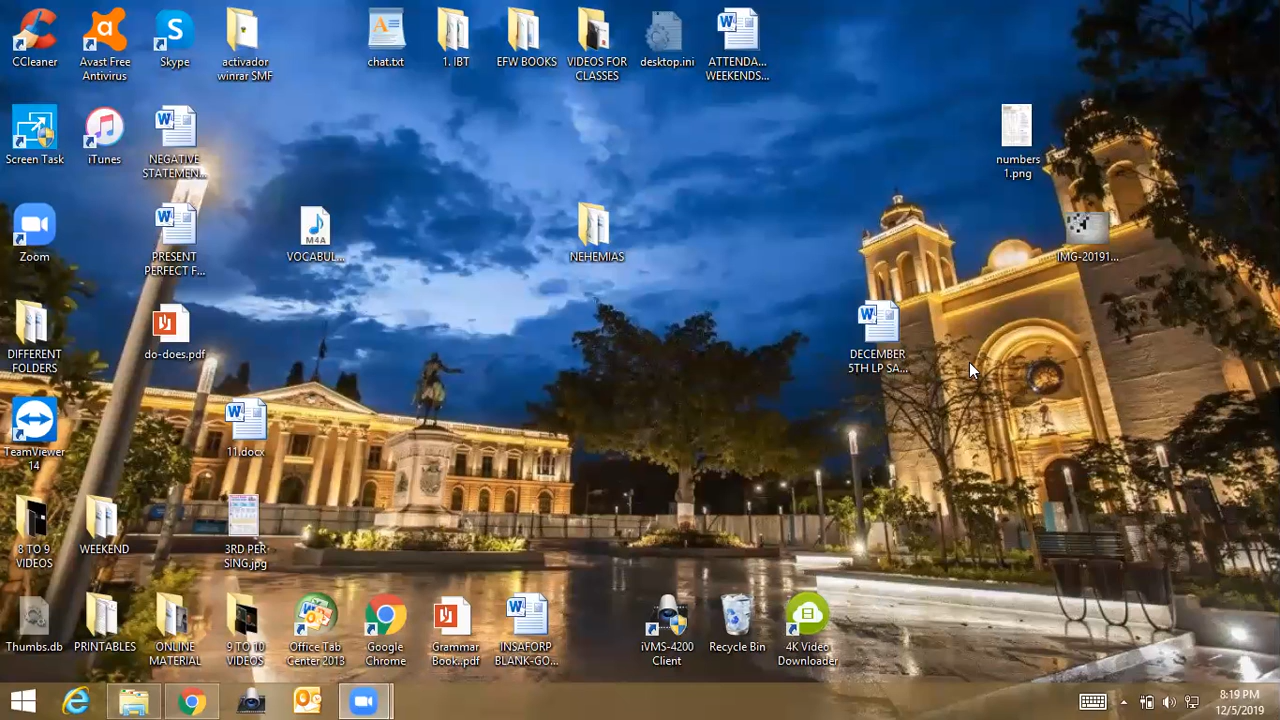 CCleaner
Avast Free
Antivirus
Skype
activador
winrar SMF
chat.txt
1. IBT
EFW BOOKS
VIDEOS FOR
CLASSES
desktop.ini
ATTENDA...
WEEKENDS...
Screen Task
iTunes
NEGATIVE
STATEMEN...
numbers
1.png
Zoom
PRESENT
PERFECT F...
M4A
VOCABUL...
NEHEMIAS
IMG-20191...
DIFFERENT
FOLDERS
do-does.pdf
DECEMBER
5TH LP SA...
TeamViewer
14
11.docx
8 TO 9
VIDEOS
WEEKEND
3RD PER
SING.jpg
Thumbs.db
PRINTABLES
ONLINE
MATERIAL
9 TO 10
VIDEOS
Office Tab
Center 2013
Google
Chrome
Grammar
Book..pdf
INSAFORP
BLANK-GO...
iVMS-4200
Client
Recycle Bin
4K Video
Downloader
8:19 PM
12/5/2019